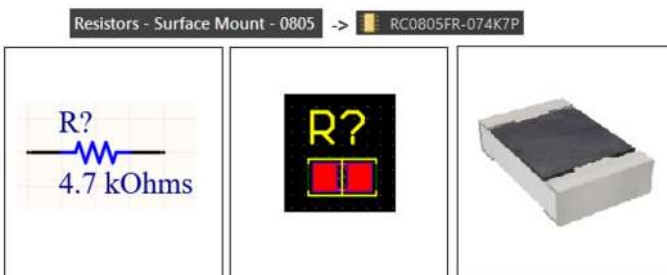 Resistors - Surface Mount - 0805 -> RC0805FR-074K7P
R?
4.7 kOhms
R?